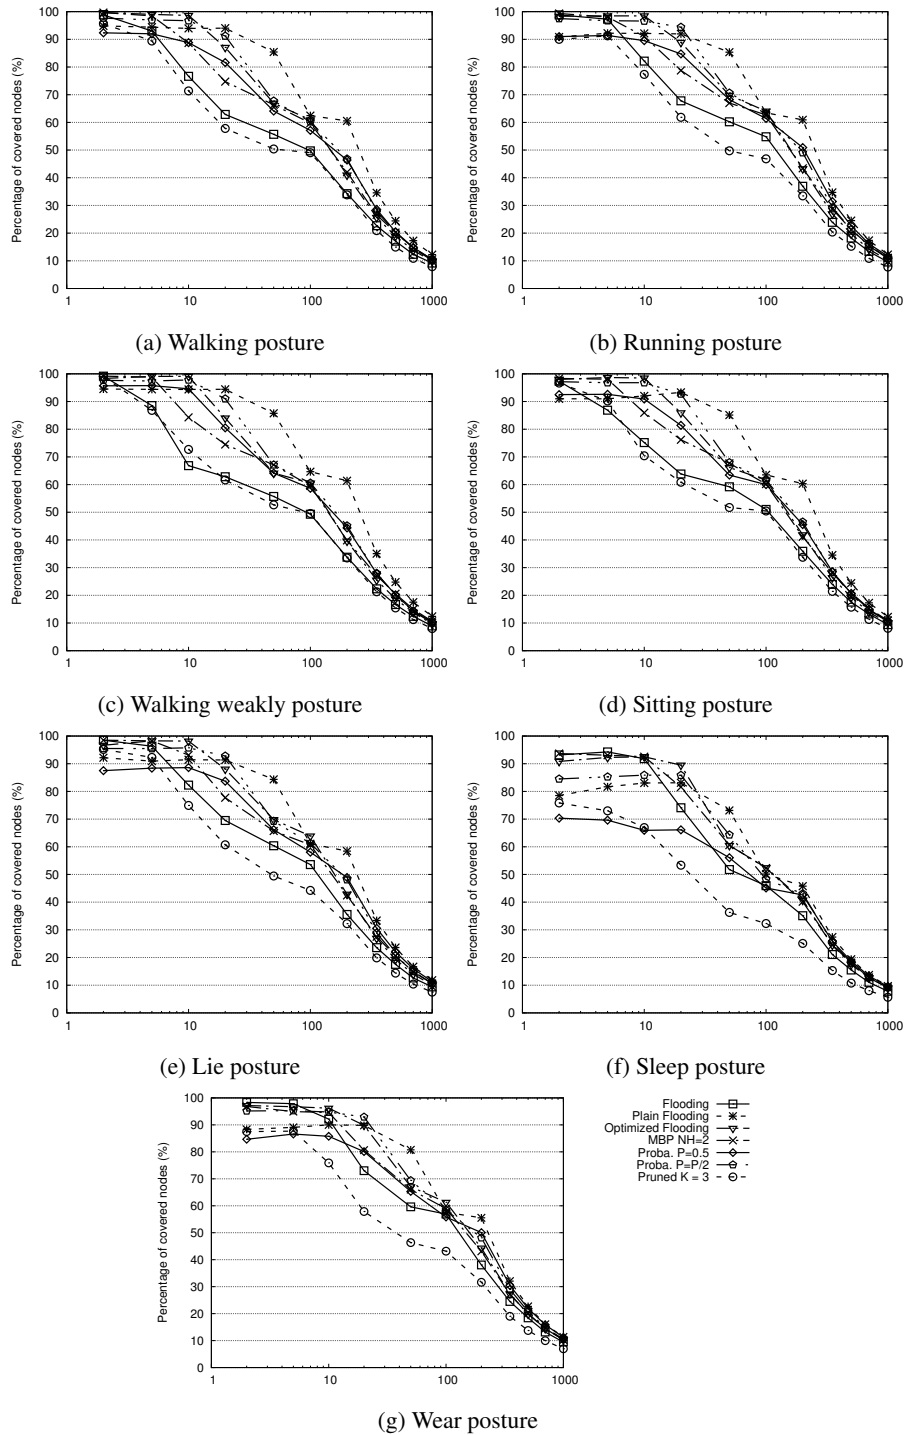 Percentage of covered nodes (%)
100
90
80
70
60
50
40
30
20
10
0
1 10 100 1000
(a) Walking posture
Percentage of covered nodes (%)
100
90
80
70
60
50
40
30
20
10
0
1 10 100 1000
(b) Running posture
Percentage of covered nodes (%)
100
90
80
70
60
50
40
30
20
10
0
1 10 100 1000
(c) Walking weakly posture
Percentage of covered nodes (%)
100
90
80
70
60
50
40
30
20
10
0
1 10 100 1000
(d) Sitting posture
Percentage of covered nodes (%)
100
90
80
70
60
50
40
30
20
10
0
1 10 100 1000
(e) Lie posture
Percentage of covered nodes (%)
100
90
80
70
60
50
40
30
20
10
0
1 10 100 1000
(f) Sleep posture
Percentage of covered nodes (%)
100
90
80
70
60
50
40
30
20
10
0
1 10 100 1000
Flooding
Plain Flooding
Optimized Flooding
MBP NH=2
Proba. P=0.5
Proba. P=P/2
Pruned K = 3
(g) Wear posture